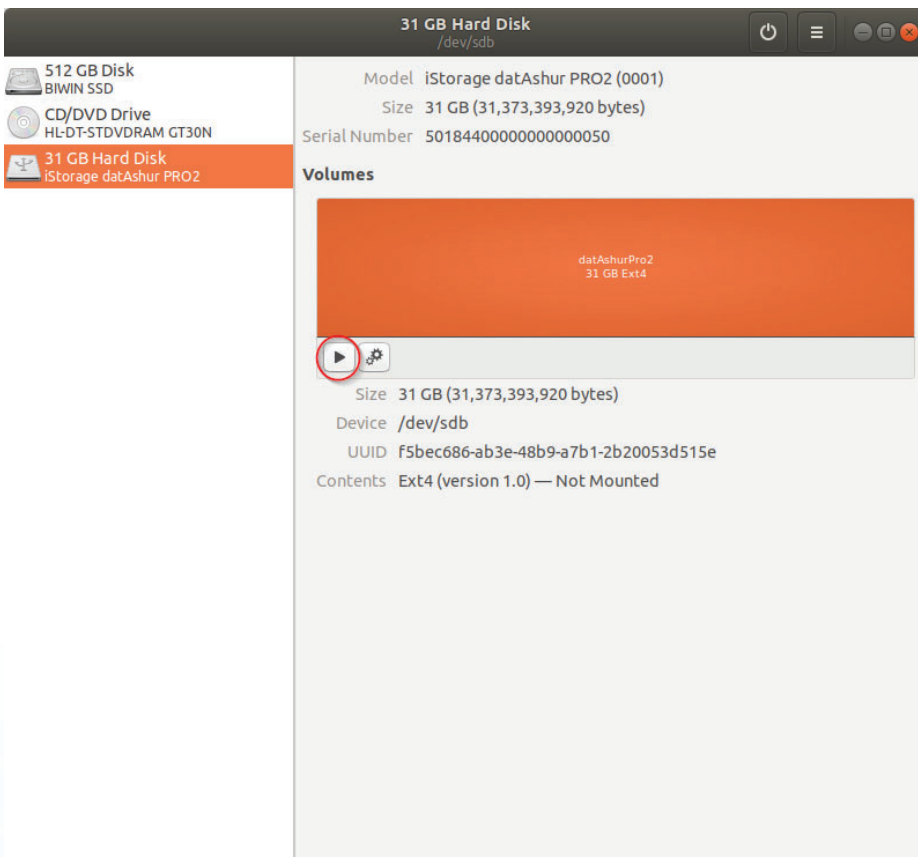 31 GB Hard Disk
/dev/sdb
512 GB Disk
BIWIN SSD
CD/DVD Drive
HL-DT-STDVDRAM GT30N
31 GB Hard Disk
iStorage datAshur PRO2
Model iStorage datAshur PRO2 (0001)
Size 31 GB (31,373,393,920 bytes)
Serial Number 50184400000000000050
Volumes
datAshurPro2
31 GB Ext4
Size 31 GB (31,373,393,920 bytes)
Device /dev/sdb
UUID f5bec686-ab3e-48b9-a7b1-2b20053d515e
Contents Ext4 (version 1.0) — Not Mounted